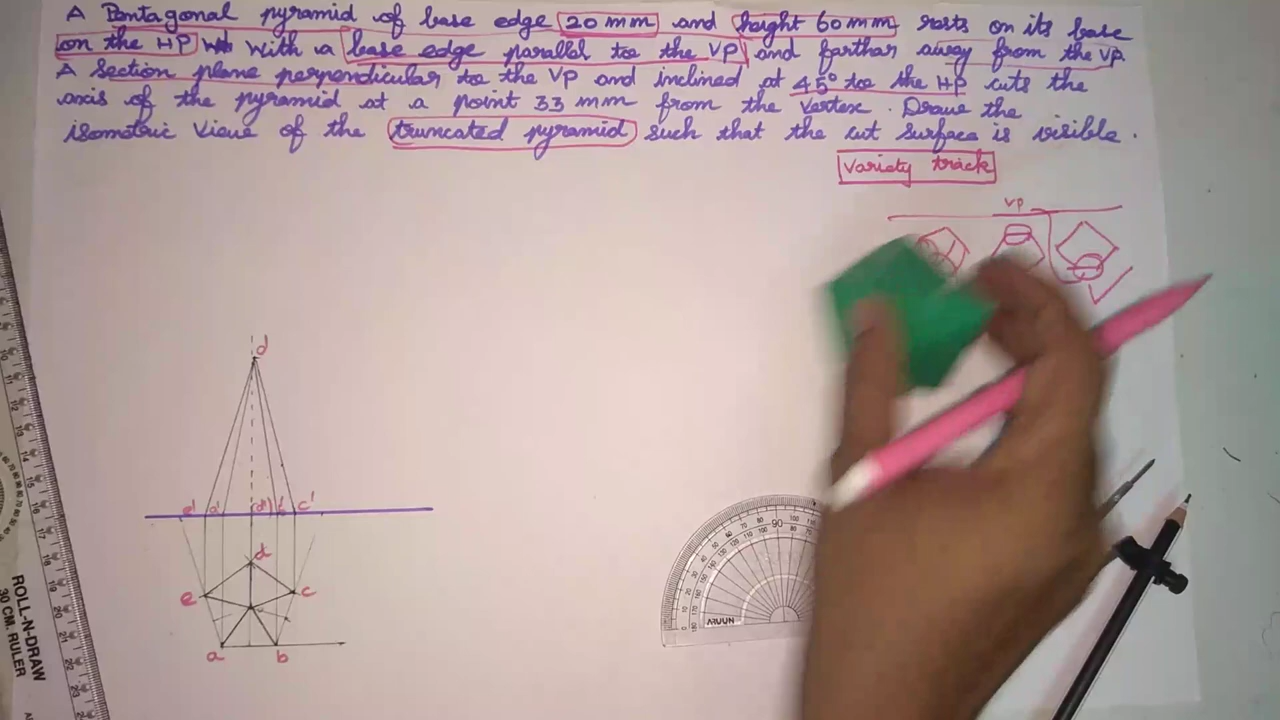 A Pentagonal pyramid of base edge 20 mm and height 60 mm rests on its base
on the HP with a base edge parallel to the VP and farther away from the VP.
A Section plane perpendicular to the VP and inclined at 45° to the HP cuts the
axis of the pyramid at a point 33 mm from the Vertex. Draw the
isometric View of the truncated pyramid such that the cut surface is visible.
Variety track
VP
d
e' a' (d') b' c'
d
e c
a b
ARUUN
90
ROLL-N-DRAW
30 CM. RULER